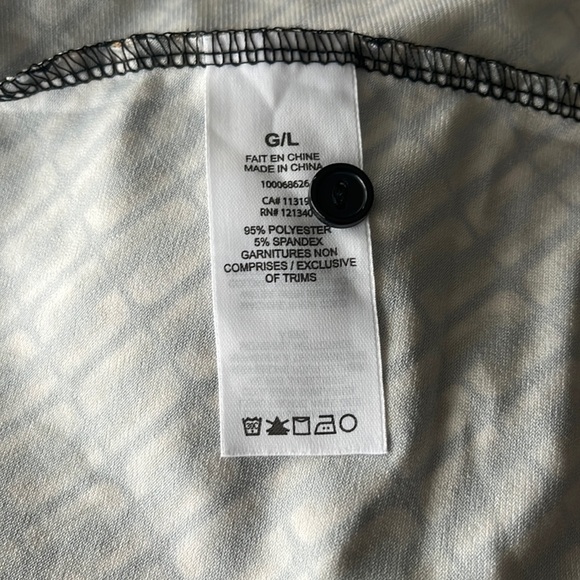 G/L
FAIT EN CHINE
MADE IN CHINA
100068626
CA# 11319
RN# 121340
95% POLYESTER
5% SPANDEX
GARNITURES NON
COMPRISES / EXCLUSIVE
OF TRIMS
30C